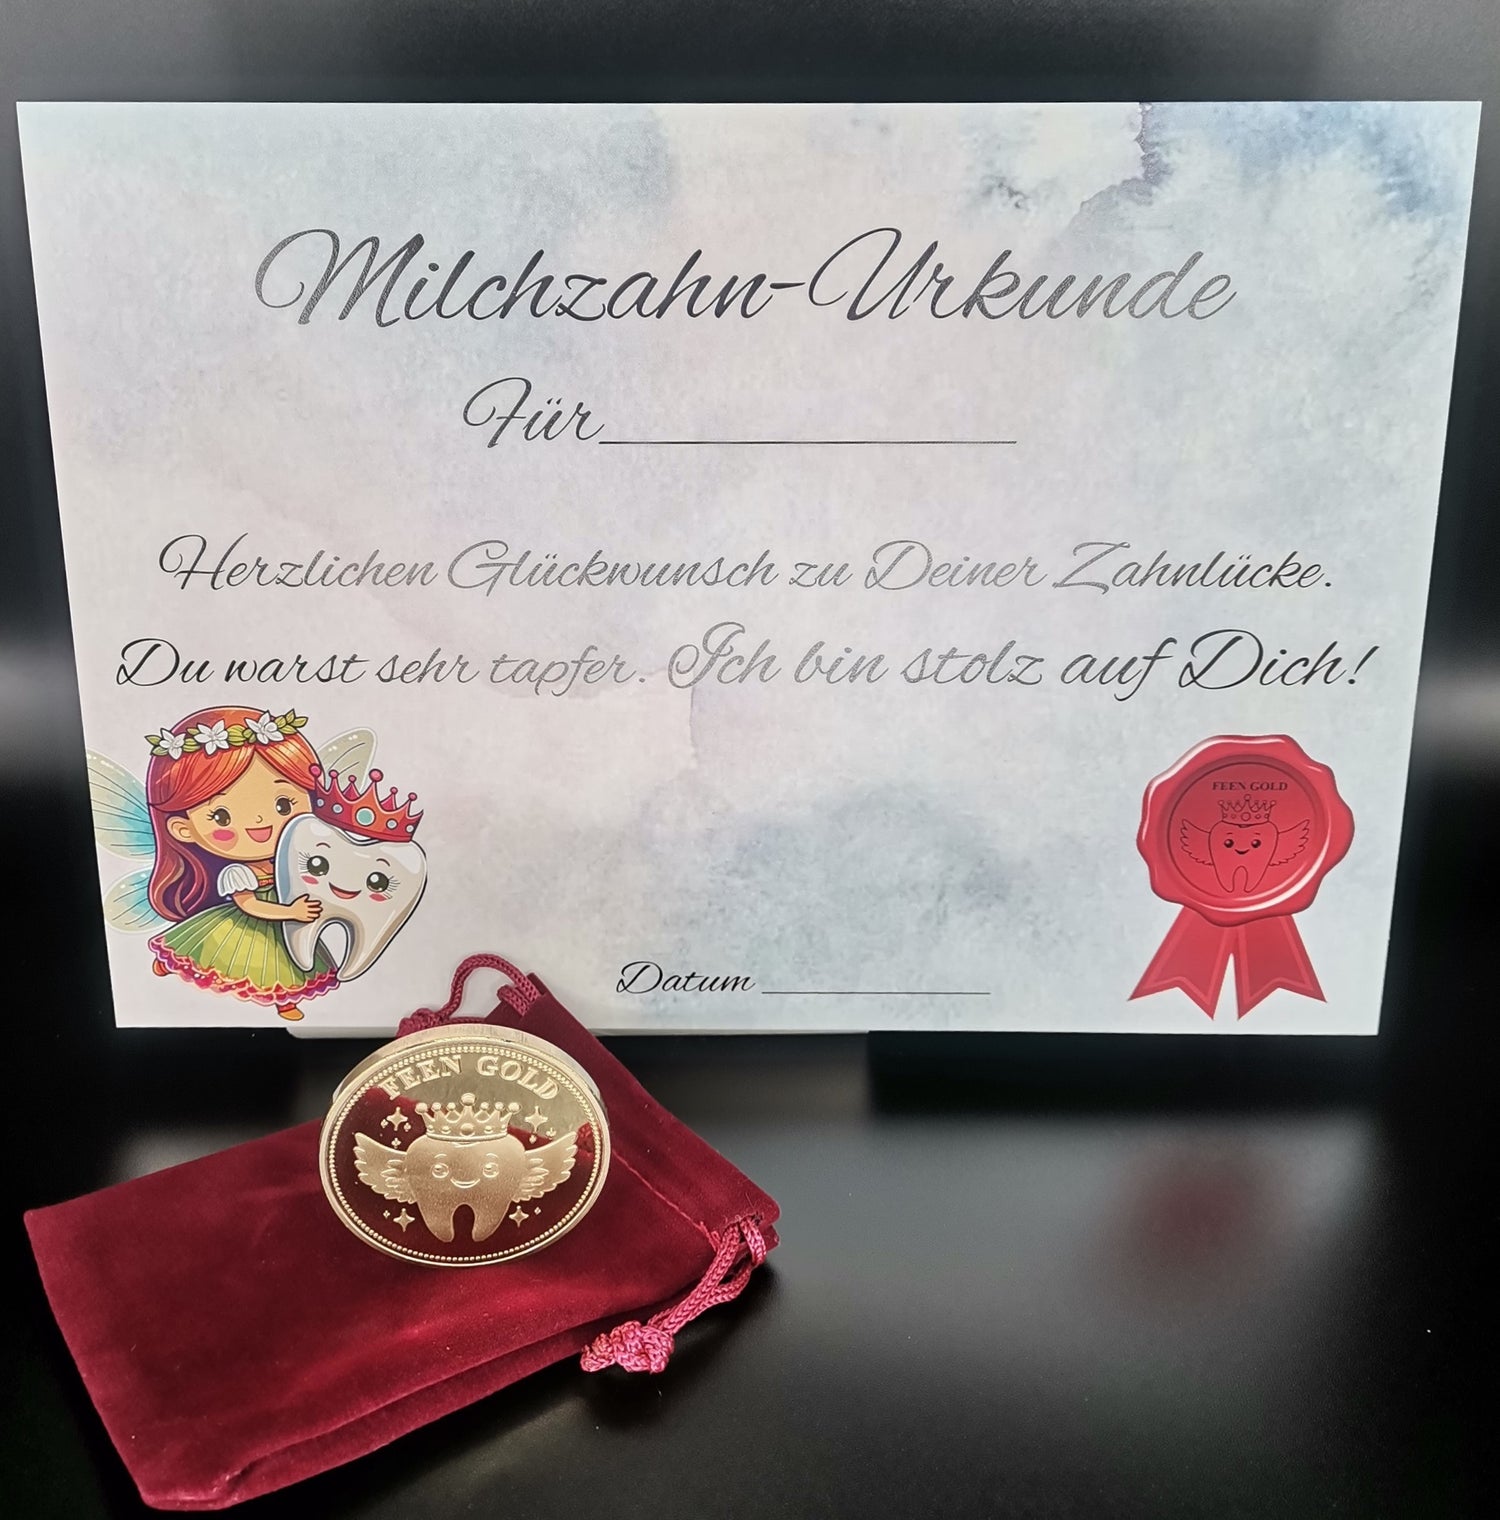 Milchzahn-Urkunde
Für
Herzlichen Glückwunsch zu Deiner Zahnlücke.
Du warst sehr tapfer. Ich bin stolz auf Dich!
FEEN GOLD
Datum
FEEN GOLD